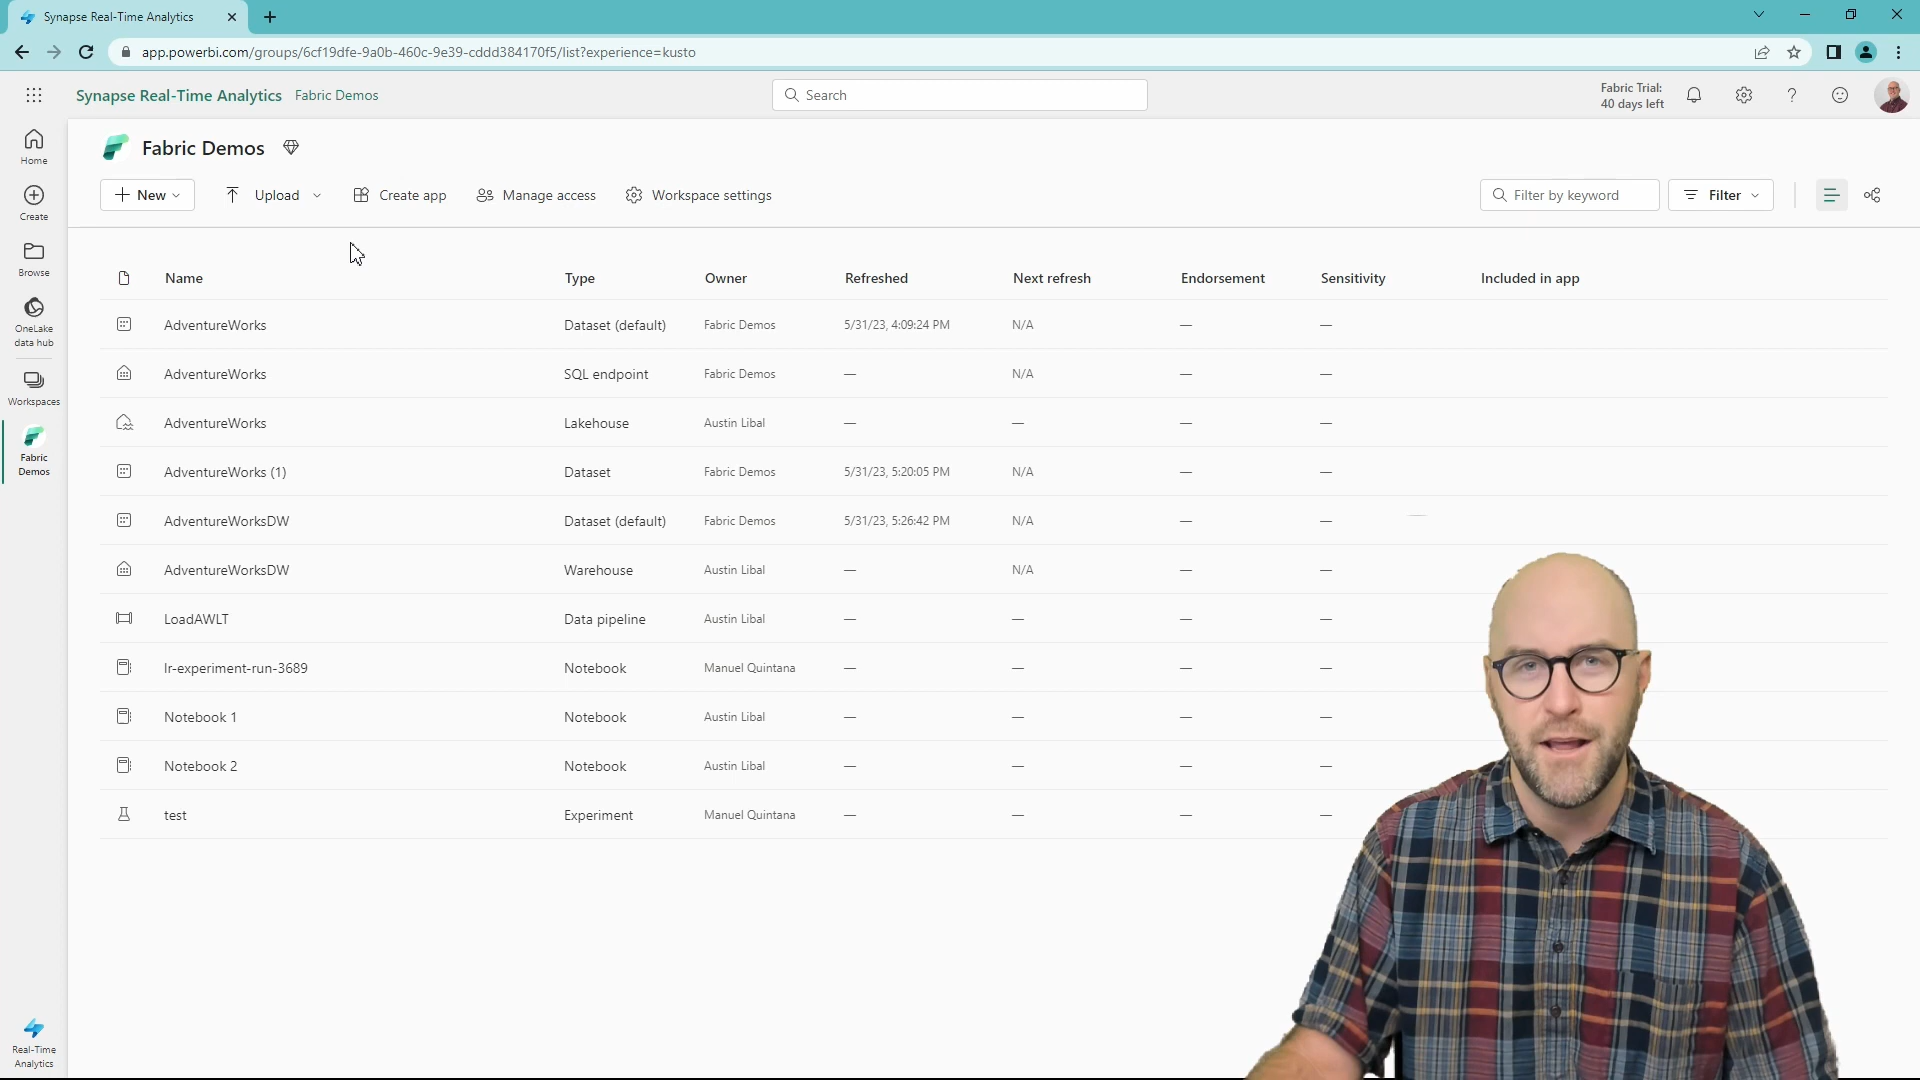 Synapse Real-Time Analytics
app.powerbi.com/groups/6cf19dfe-9a0b-460c-9e39-cddd384170f5/list?experience=kusto
Synapse Real-Time Analytics Fabric Demos
Search
Fabric Trial:
40 days left
Home
Create
Browse
OneLake
data hub
Workspaces
Fabric
Demos
Real-Time
Analytics
Fabric Demos
New
Upload
Create app
Manage access
Workspace settings
Filter by keyword
Filter
Name Type Owner Refreshed Next refresh Endorsement Sensitivity Included in app
AdventureWorks Dataset (default) Fabric Demos 5/31/23, 4:09:24 PM N/A — —
AdventureWorks SQL endpoint Fabric Demos — N/A — —
AdventureWorks Lakehouse Austin Libal — — — —
AdventureWorks (1) Dataset Fabric Demos 5/31/23, 5:20:05 PM N/A — —
AdventureWorksDW Dataset (default) Fabric Demos 5/31/23, 5:26:42 PM N/A — —
AdventureWorksDW Warehouse Austin Libal — N/A — —
LoadAWLT Data pipeline Austin Libal — — — —
lr-experiment-run-3689 Notebook Manuel Quintana — — — —
Notebook 1 Notebook Austin Libal — — — —
Notebook 2 Notebook Austin Libal — — — —
test Experiment Manuel Quintana — — — —